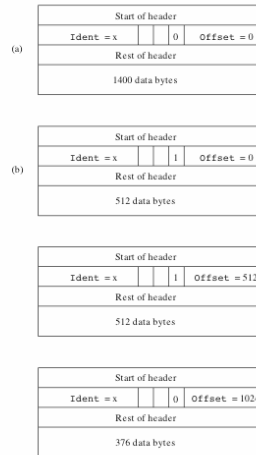 (a)
Start of header
Ident = x 0 Offset = 0
Rest of header
1400 data bytes
(b)
Start of header
Ident = x 1 Offset = 0
Rest of header
512 data bytes
Start of header
Ident = x 1 Offset = 512
Rest of header
512 data bytes
Start of header
Ident = x 0 Offset = 102
Rest of header
376 data bytes